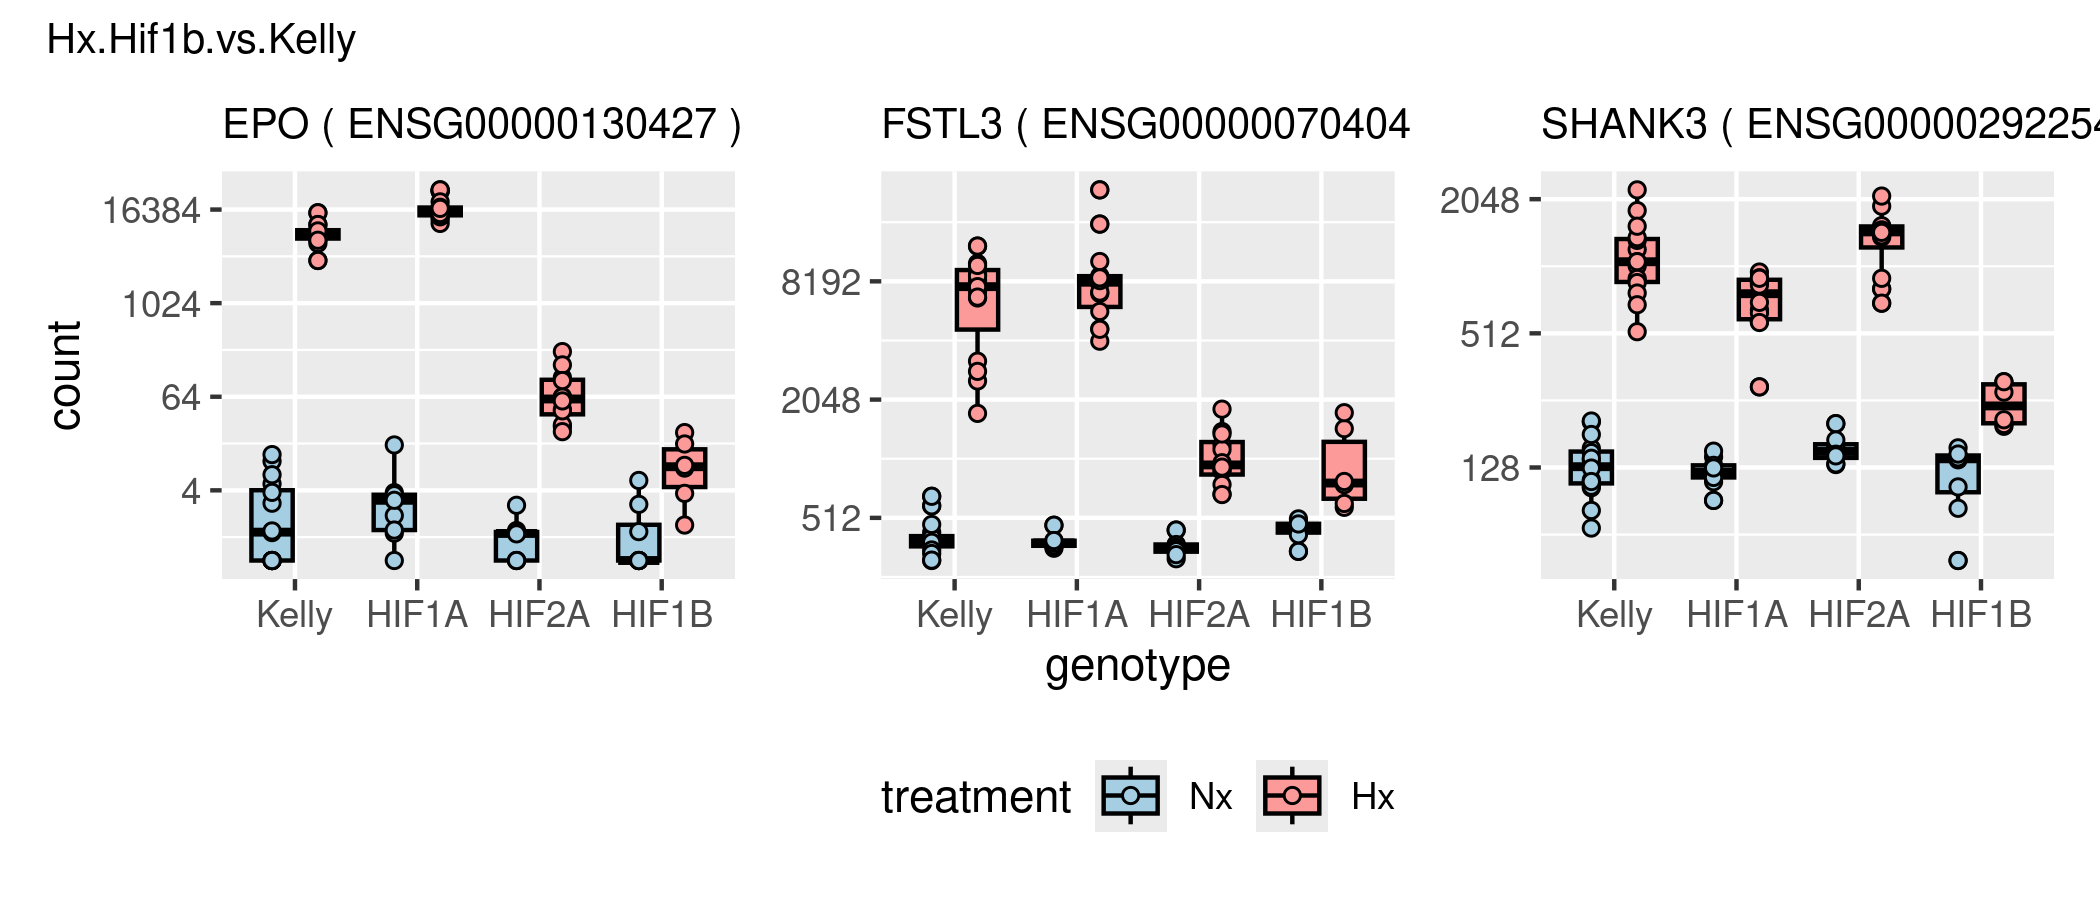 Hx.Hif1b.vs.Kelly
EPO ( ENSG00000130427 )
FSTL3 ( ENSG00000070404
SHANK3 ( ENSG00000292254
count
16384
1024
64
4
Kelly HIF1A HIF2A HIF1B
8192
2048
512
Kelly HIF1A HIF2A HIF1B
2048
512
128
Kelly HIF1A HIF2A HIF1B
genotype
treatment Nx Hx